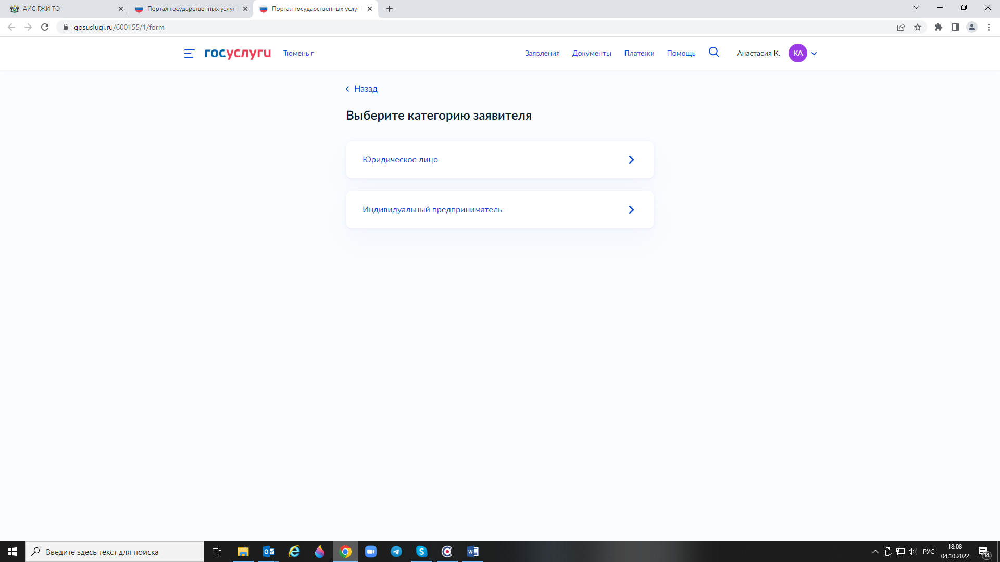 АИС ГЖИ ТО
Портал государственных услуг
Портал государственных услуг
gosuslugi.ru/600155/1/form
госуслуги
Тюмень г
Заявления
Документы
Платежи
Помощь
Анастасия К.
КА
Назад
Выберите категорию заявителя
Юридическое лицо
Индивидуальный предприниматель
Введите здесь текст для поиска
РУС
18:08
04.10.2022
14